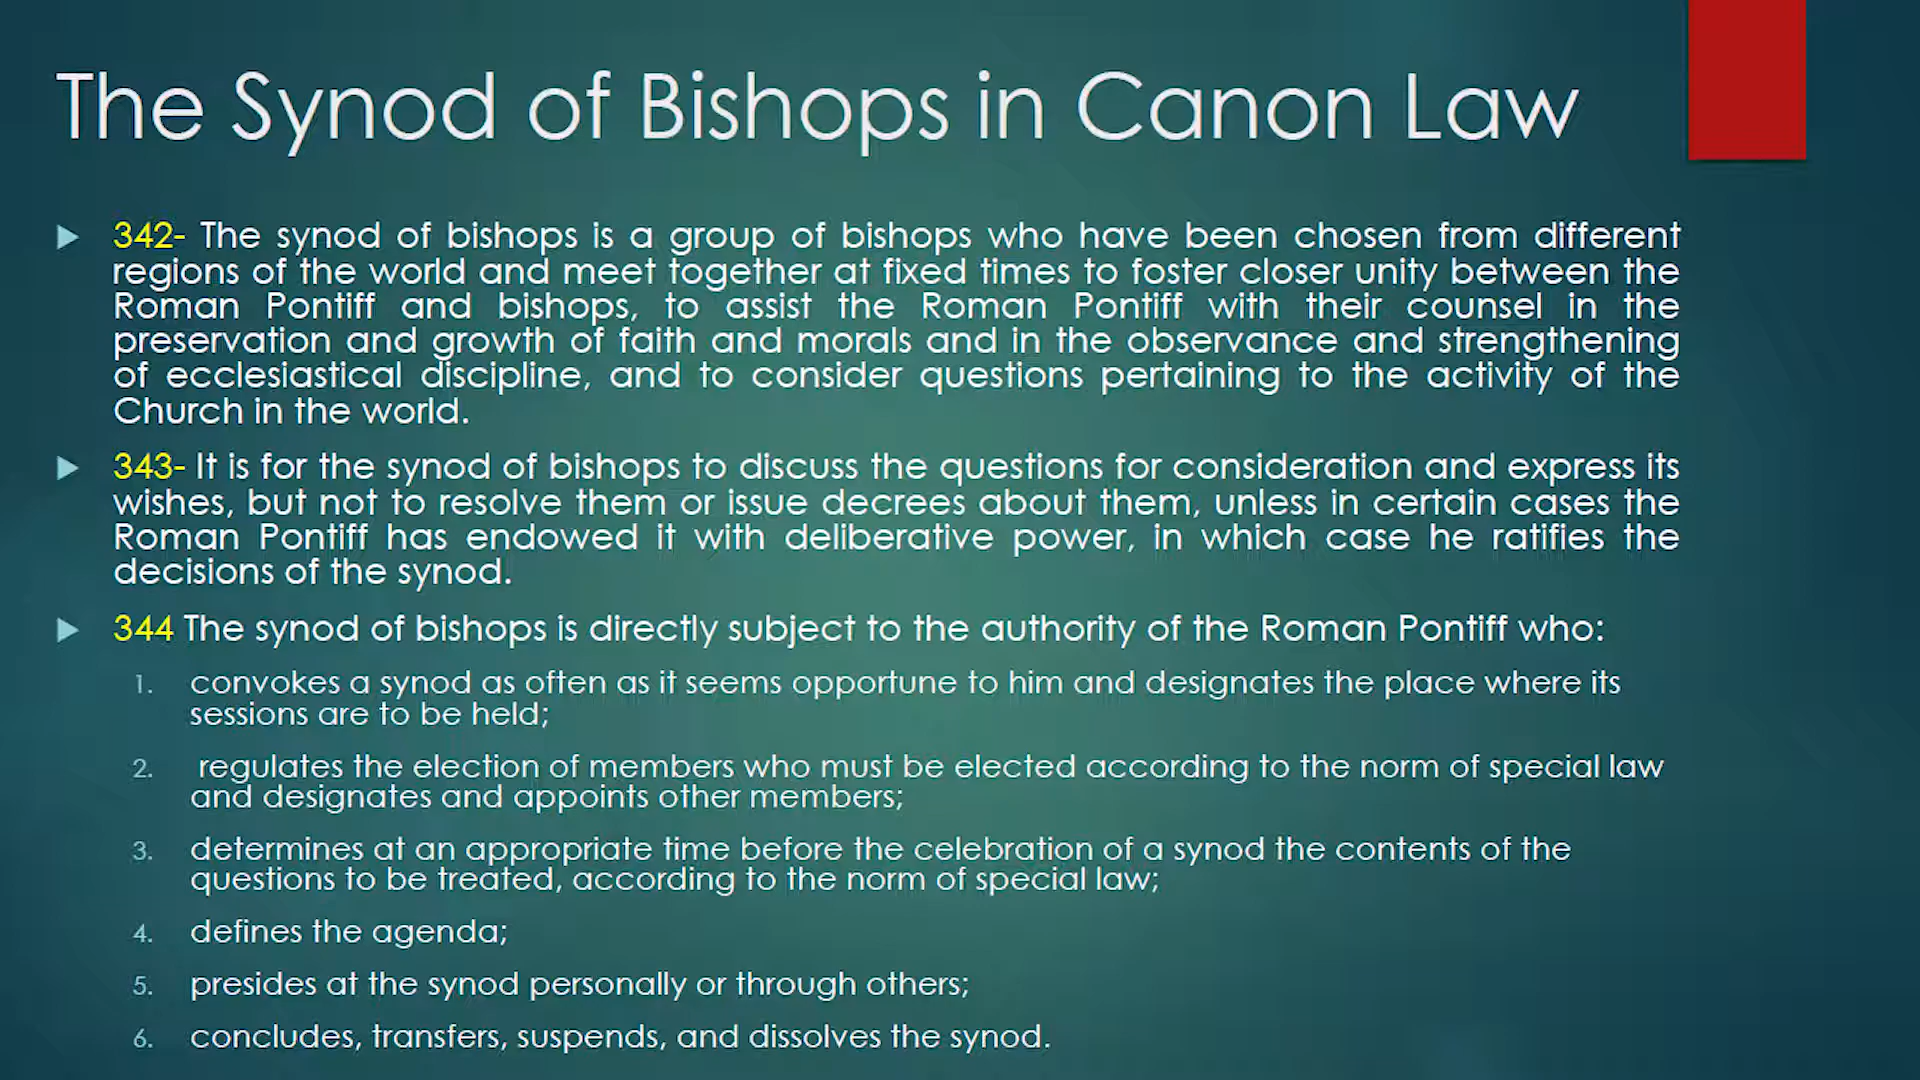 The Synod of Bishops in Canon Law
342- The synod of bishops is a group of bishops who have been chosen from different
regions of the world and meet together at fixed times to foster closer unity between the
Roman Pontiff and bishops, to assist the Roman Pontiff with their counsel in the
preservation and growth of faith and morals and in the observance and strengthening
of ecclesiastical discipline, and to consider questions pertaining to the activity of the
Church in the world.
343- It is for the synod of bishops to discuss the questions for consideration and express its
wishes, but not to resolve them or issue decrees about them, unless in certain cases the
Roman Pontiff has endowed it with deliberative power, in which case he ratifies the
decisions of the synod.
344 The synod of bishops is directly subject to the authority of the Roman Pontiff who:
1. convokes a synod as often as it seems opportune to him and designates the place where its
sessions are to be held;
2. regulates the election of members who must be elected according to the norm of special law
and designates and appoints other members;
3. determines at an appropriate time before the celebration of a synod the contents of the
questions to be treated, according to the norm of special law;
4. defines the agenda;
5. presides at the synod personally or through others;
6. concludes, transfers, suspends, and dissolves the synod.